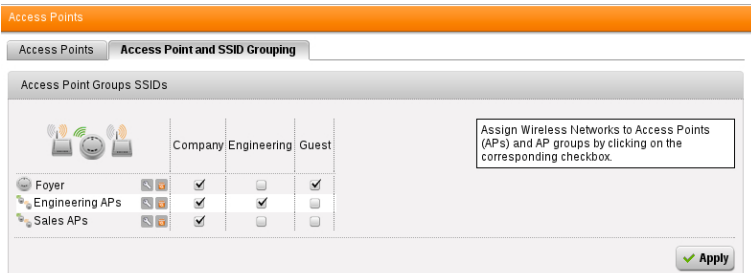 Access Points
Access Points
Access Point and SSID Grouping
Access Point Groups SSIDs
Company Engineering Guest
Assign Wireless Networks to Access Points
(APs) and AP groups by clicking on the
corresponding checkbox.
Foyer
Engineering APs
Sales APs
Apply